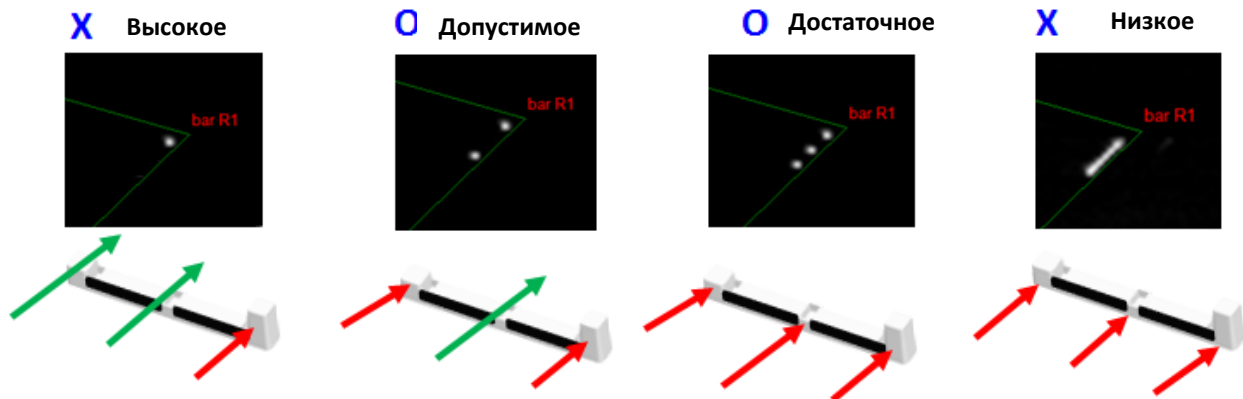 X Высокое
O Допустимое
O Достаточное
X Низкое
bar R1
bar R1
bar R1
bar R1